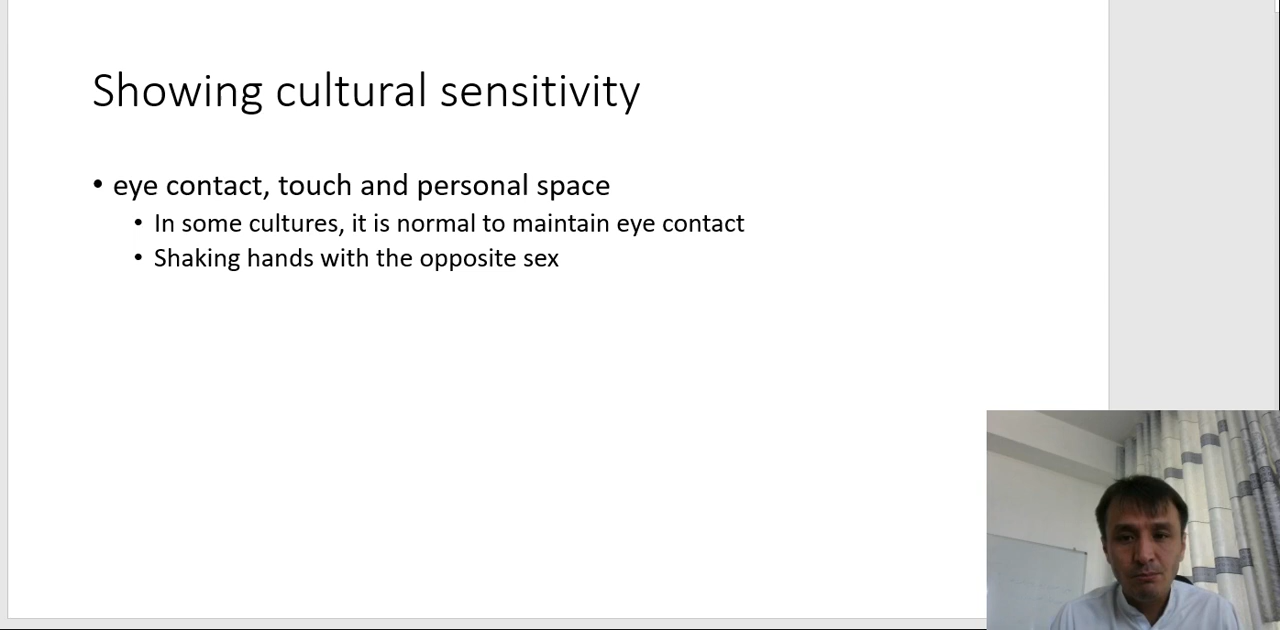 Showing cultural sensitivity
• eye contact, touch and personal space
• In some cultures, it is normal to maintain eye contact
• Shaking hands with the opposite sex